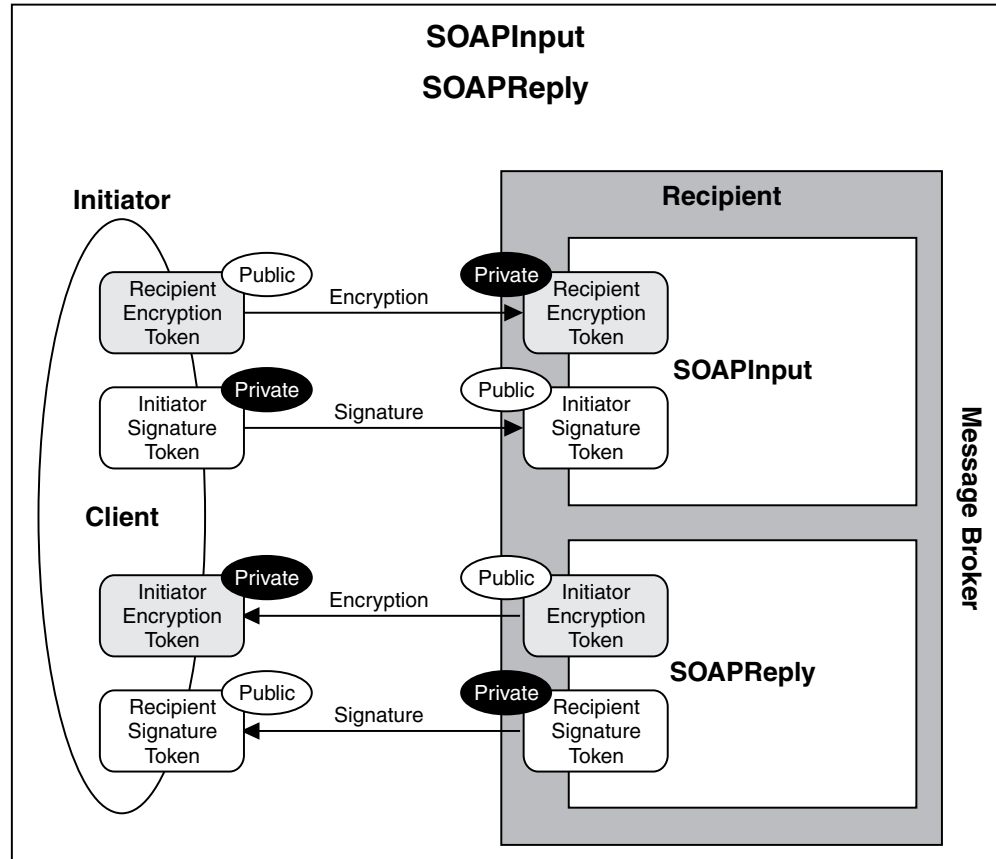 SOAPInput
SOAPReply
Initiator
Recipient
Public
Recipient
Encryption
Token
Encryption
Private
Recipient
Encryption
Token
SOAPInput
Private
Initiator
Signature
Token
Signature
Public
Initiator
Signature
Token
Client
Message Broker
Private
Initiator
Encryption
Token
Encryption
Public
Initiator
Encryption
Token
SOAPReply
Public
Recipient
Signature
Token
Signature
Private
Recipient
Signature
Token